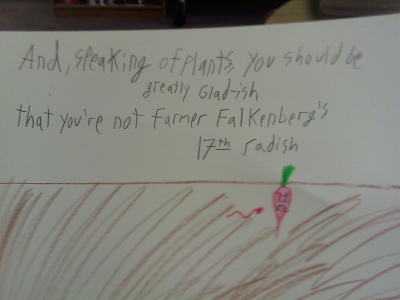 And, speaking of plants, you should be
greatly Glad-ish
that you're not Farmer Falkenberg's
17th radish